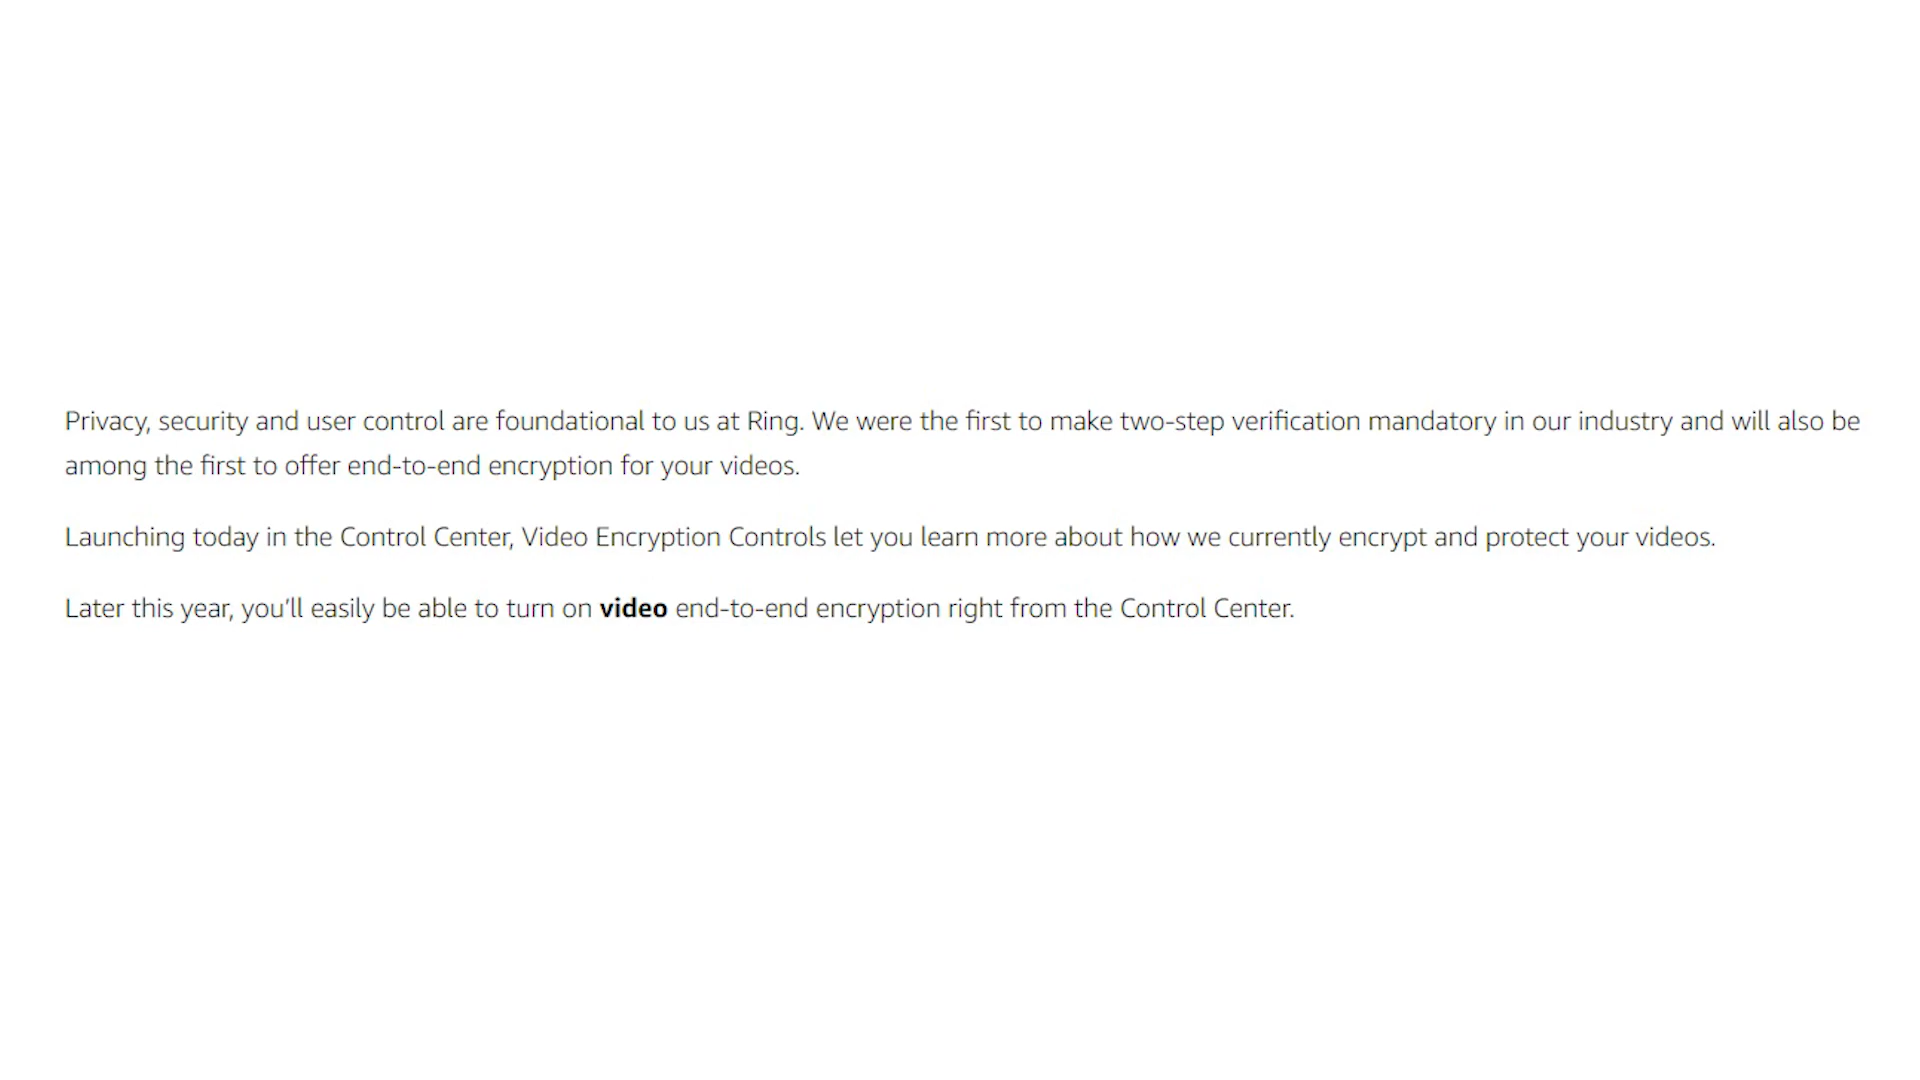 Privacy, security and user control are foundational to us at Ring. We were the first to make two-step verification mandatory in our industry and will also be
among the first to offer end-to-end encryption for your videos.
Launching today in the Control Center, Video Encryption Controls let you learn more about how we currently encrypt and protect your videos.
Later this year, you'll easily be able to turn on video end-to-end encryption right from the Control Center.